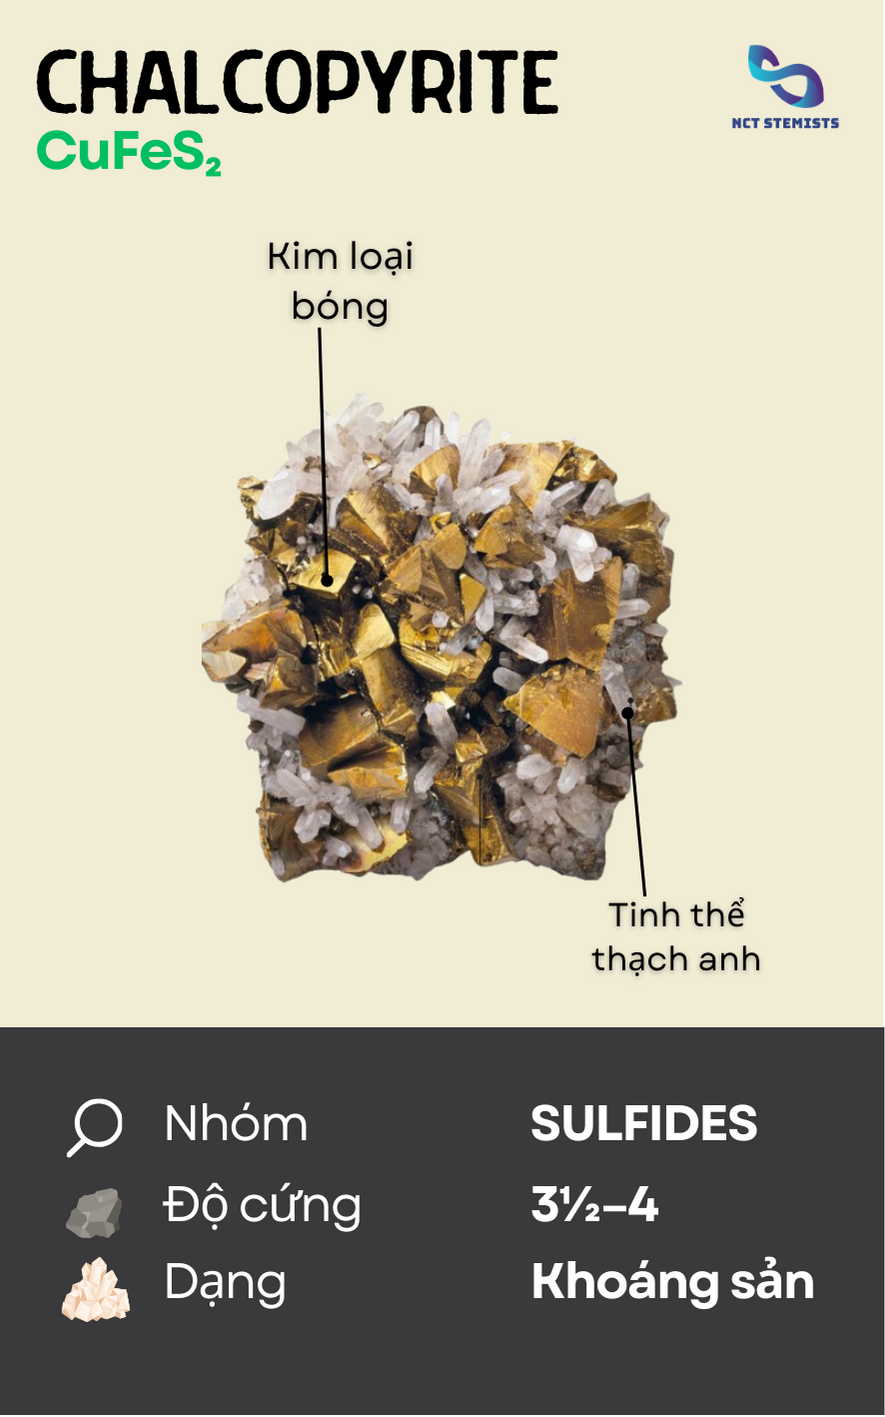 CHALCOPYRITE
CuFeS₂
NCT STEMISTS
Kim loại
bóng
Tinh thể
thạch anh
Nhóm SULFIDES
Độ cứng 3½–4
Dạng Khoáng sản